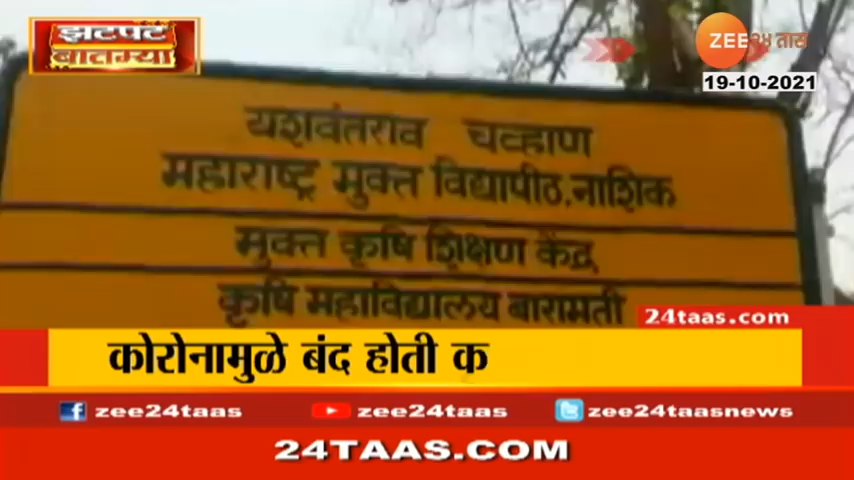 झटपट
बातम्या
ZEE २४ तास
19-10-2021
यशवंतराव चव्हाण
महाराष्ट्र मुक्त विद्यापीठ,नाशिक
मुक्त कृषि शिक्षण केंद्र
कृषि महाविद्यालय बारामती
24taas.com
कोरोनामुळे बंद होती क
zee24taas
zee24taas
zee24taasnews
24TAAS.COM